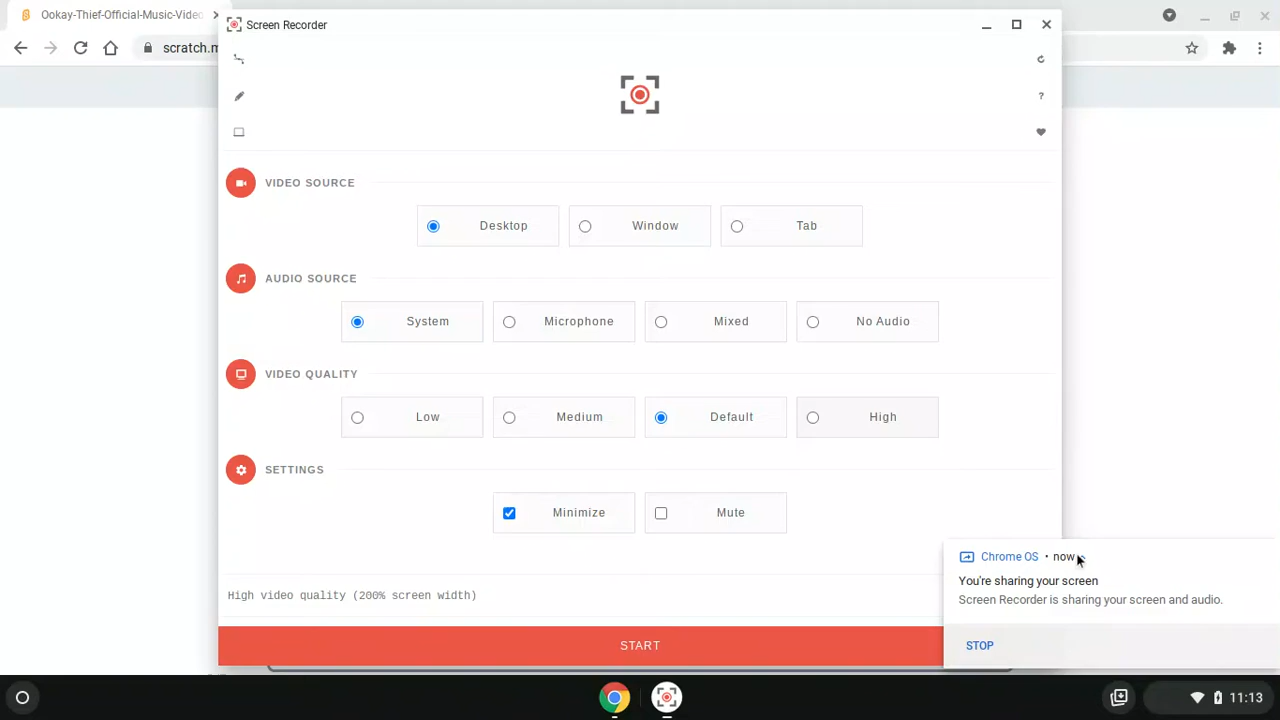 Ookay-Thief-Official-Music-Video
Screen Recorder
scratch.m
?
VIDEO SOURCE
Desktop
Window
Tab
AUDIO SOURCE
System
Microphone
Mixed
No Audio
VIDEO QUALITY
Low
Medium
Default
High
SETTINGS
Minimize
Mute
High video quality (200% screen width)
START
Chrome OS • now
You're sharing your screen
Screen Recorder is sharing your screen and audio.
STOP
11:13